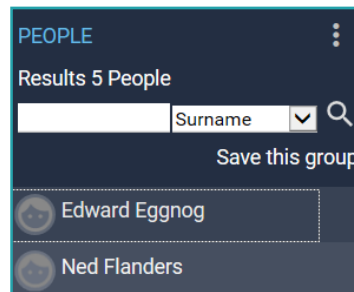 PEOPLE
Results 5 People
Surname
Save this group
Edward Eggnog
Ned Flanders